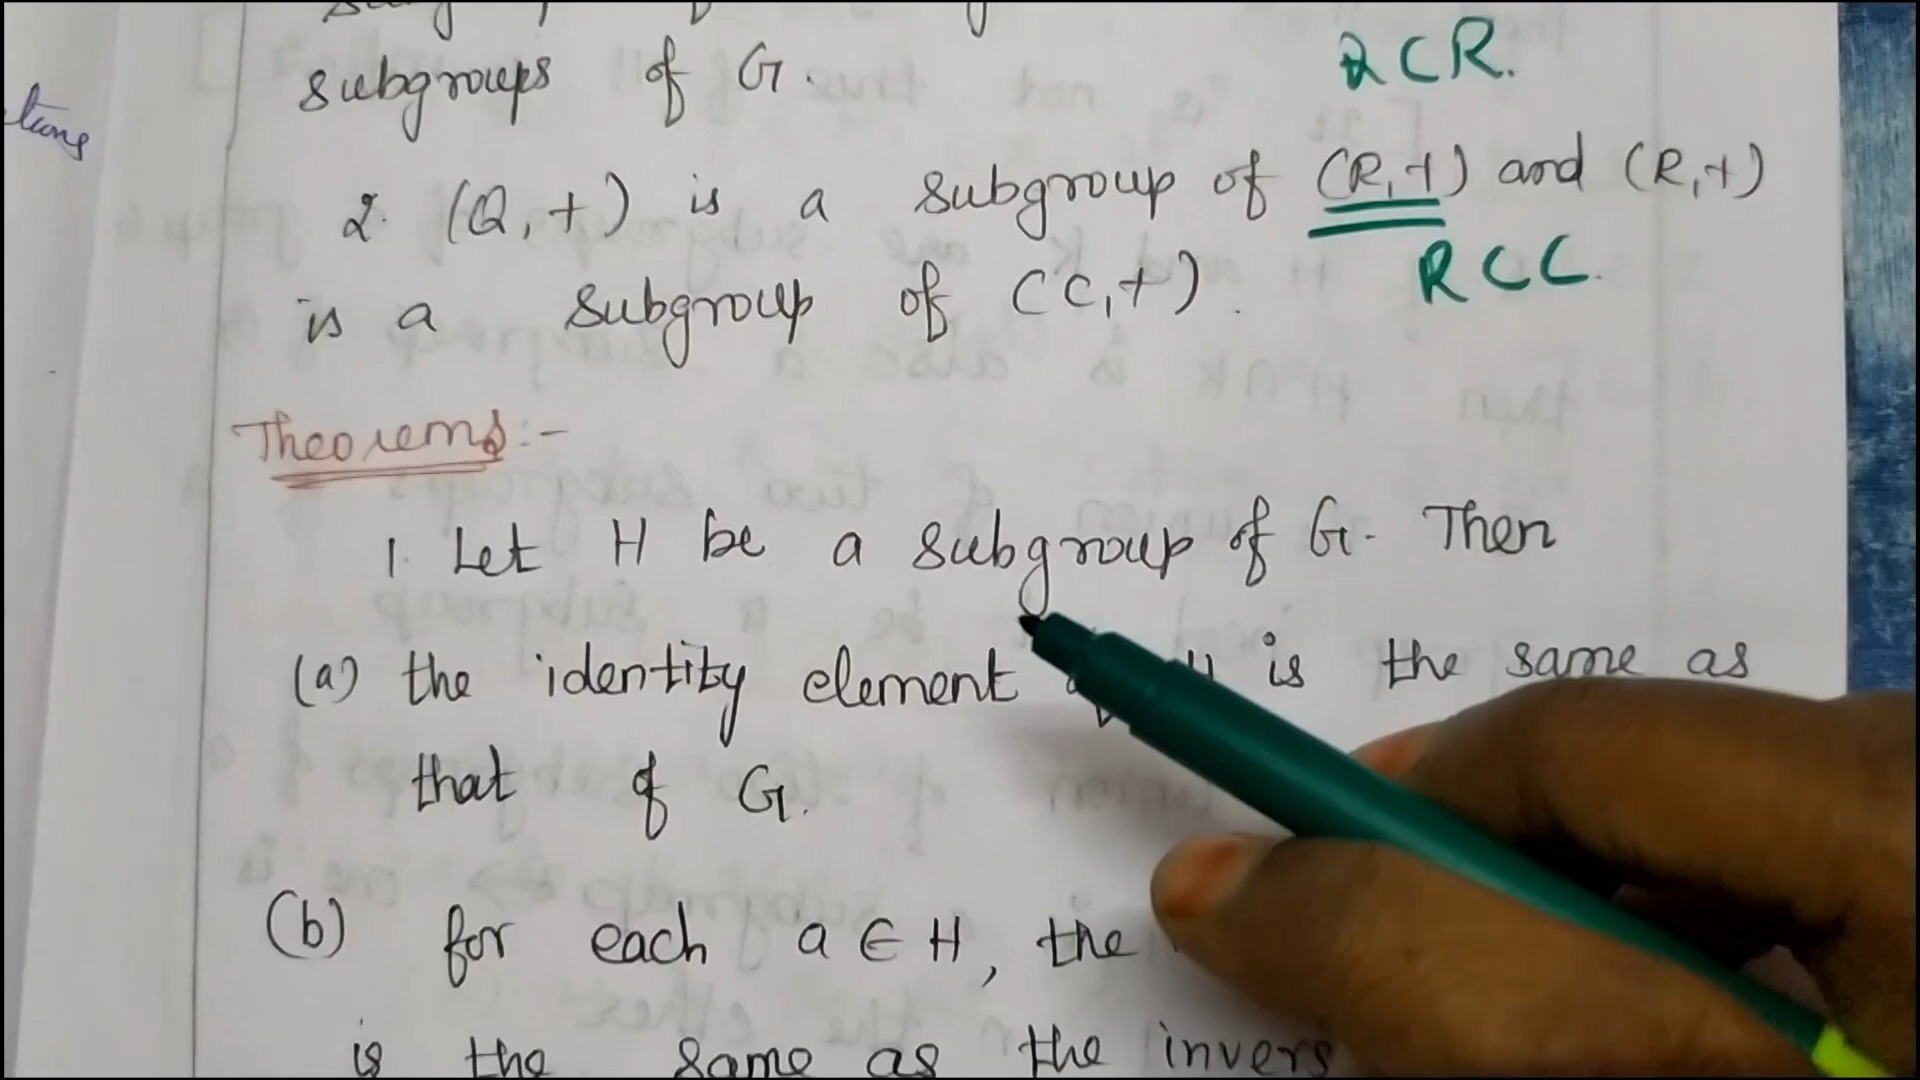 subgroups of G.
Q ⊂ R.
2. (Q, +) is a subgroup of (R, +) and (R, +)
is a subgroup of (C, +).
R ⊂ C.
Theorems:-
1. Let H be a subgroup of G. Then
(a) the identity element H is the same as
that of G.
(b) for each a ∈ H, the
is the same as the invers